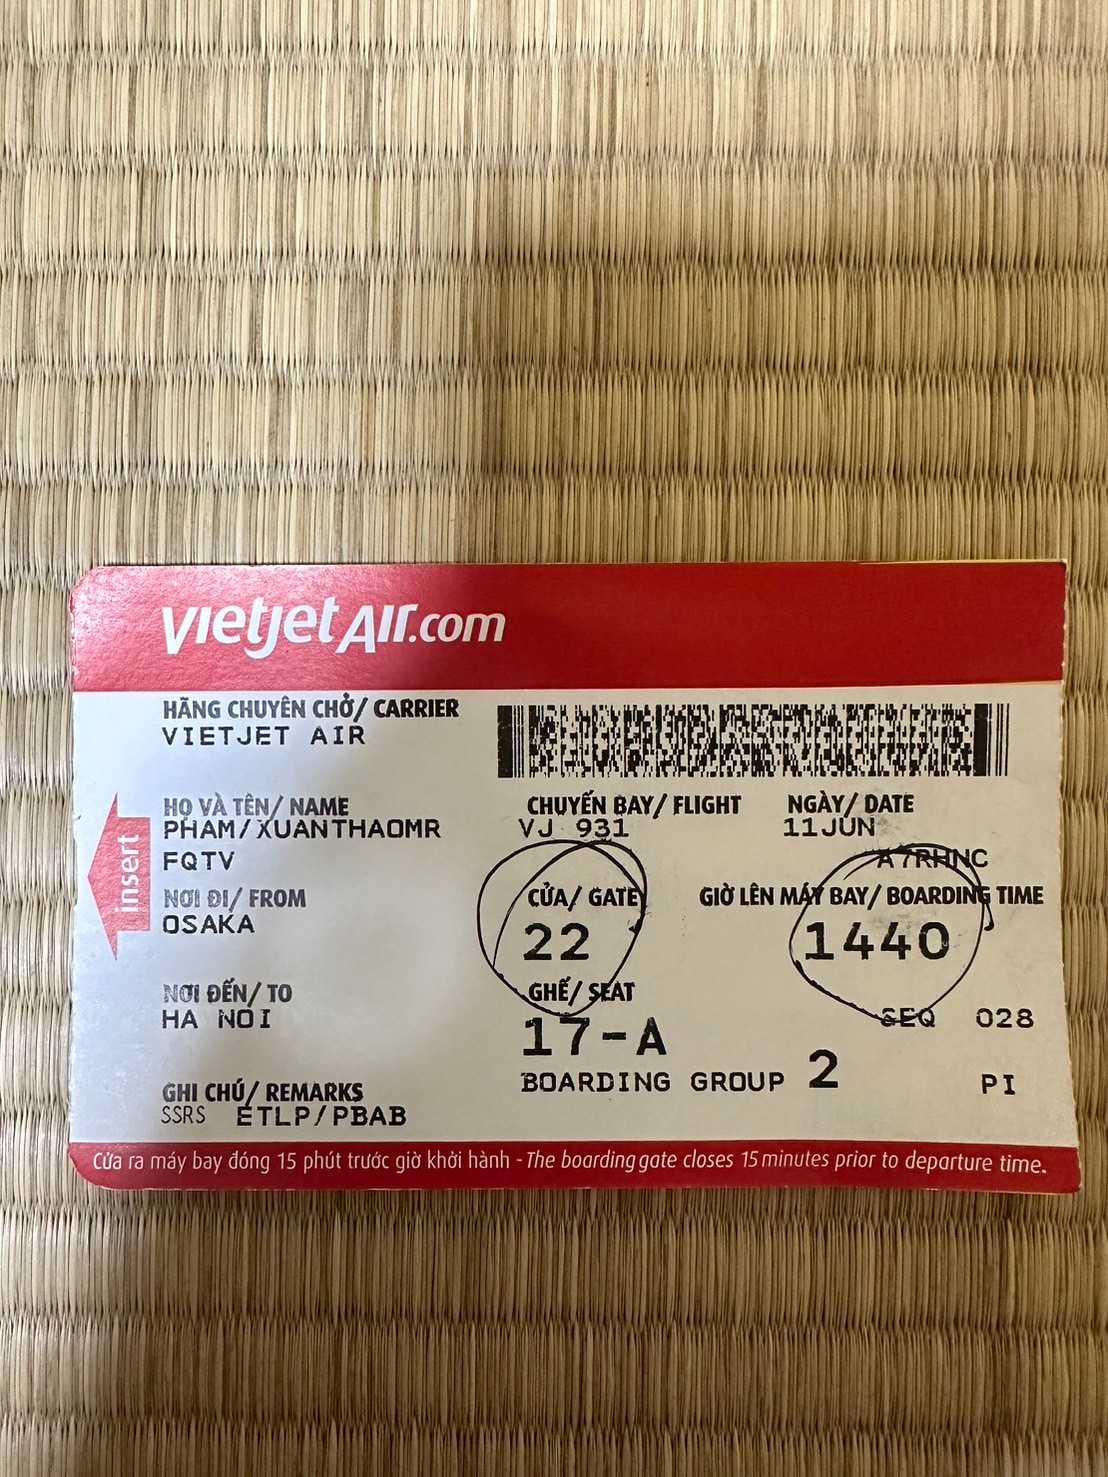 vietjetAir.com
HÃNG CHUYÊN CHỞ/ CARRIER
VIETJET AIR
HỌ VÀ TÊN/ NAME
PHAM/XUANTHAOMR
CHUYẾN BAY/ FLIGHT
VJ 931
NGÀY/ DATE
11JUN
FQTV
A7RHNC
NƠI ĐI/ FROM
OSAKA
CỬA/ GATE
22
GIỜ LÊN MÁY BAY/ BOARDING TIME
1440
insert
NƠI ĐẾN/ TO
HA NOI
GHẾ/ SEAT
17-A
SEQ 028
BOARDING GROUP 2
PI
GHI CHÚ/ REMARKS
SSRS ETLP/PBAB
Cửa ra máy bay đóng 15 phút trước giờ khởi hành - The boarding gate closes 15 minutes prior to departure time.